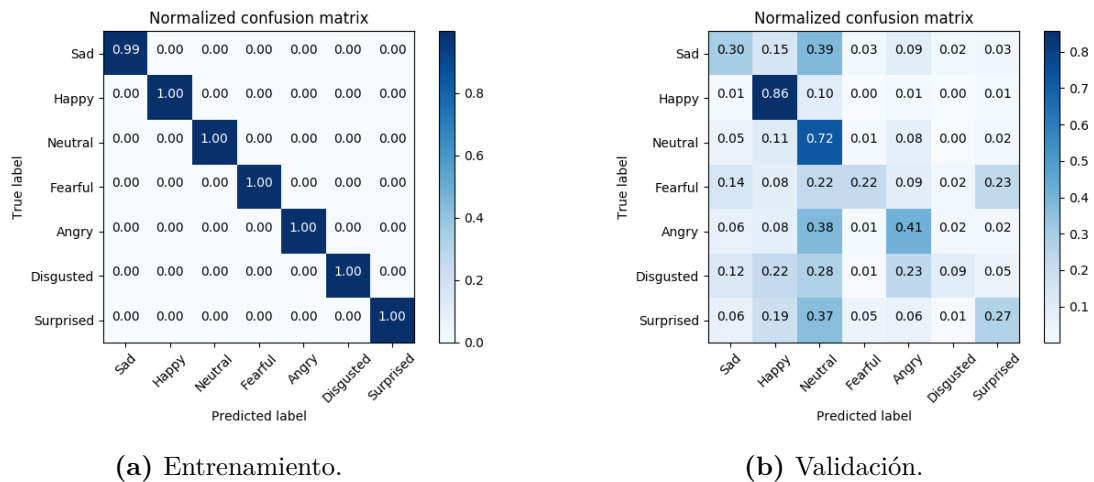 Normalized confusion matrix
True label
Sad 0.99 0.00 0.00 0.00 0.00 0.00 0.00
Happy 0.00 1.00 0.00 0.00 0.00 0.00 0.00
Neutral 0.00 0.00 1.00 0.00 0.00 0.00 0.00
Fearful 0.00 0.00 0.00 1.00 0.00 0.00 0.00
Angry 0.00 0.00 0.00 0.00 1.00 0.00 0.00
Disgusted 0.00 0.00 0.00 0.00 0.00 1.00 0.00
Surprised 0.00 0.00 0.00 0.00 0.00 0.00 1.00
Sad Happy Neutral Fearful Angry Disgusted Surprised
Predicted label
0.8
0.6
0.4
0.2
0.0
(a) Entrenamiento.
Normalized confusion matrix
True label
Sad 0.30 0.15 0.39 0.03 0.09 0.02 0.03
Happy 0.01 0.86 0.10 0.00 0.01 0.00 0.01
Neutral 0.05 0.11 0.72 0.01 0.08 0.00 0.02
Fearful 0.14 0.08 0.22 0.22 0.09 0.02 0.23
Angry 0.06 0.08 0.38 0.01 0.41 0.02 0.02
Disgusted 0.12 0.22 0.28 0.01 0.23 0.09 0.05
Surprised 0.06 0.19 0.37 0.05 0.06 0.01 0.27
Sad Happy Neutral Fearful Angry Disgusted Surprised
Predicted label
0.8
0.7
0.6
0.5
0.4
0.3
0.2
0.1
(b) Validación.